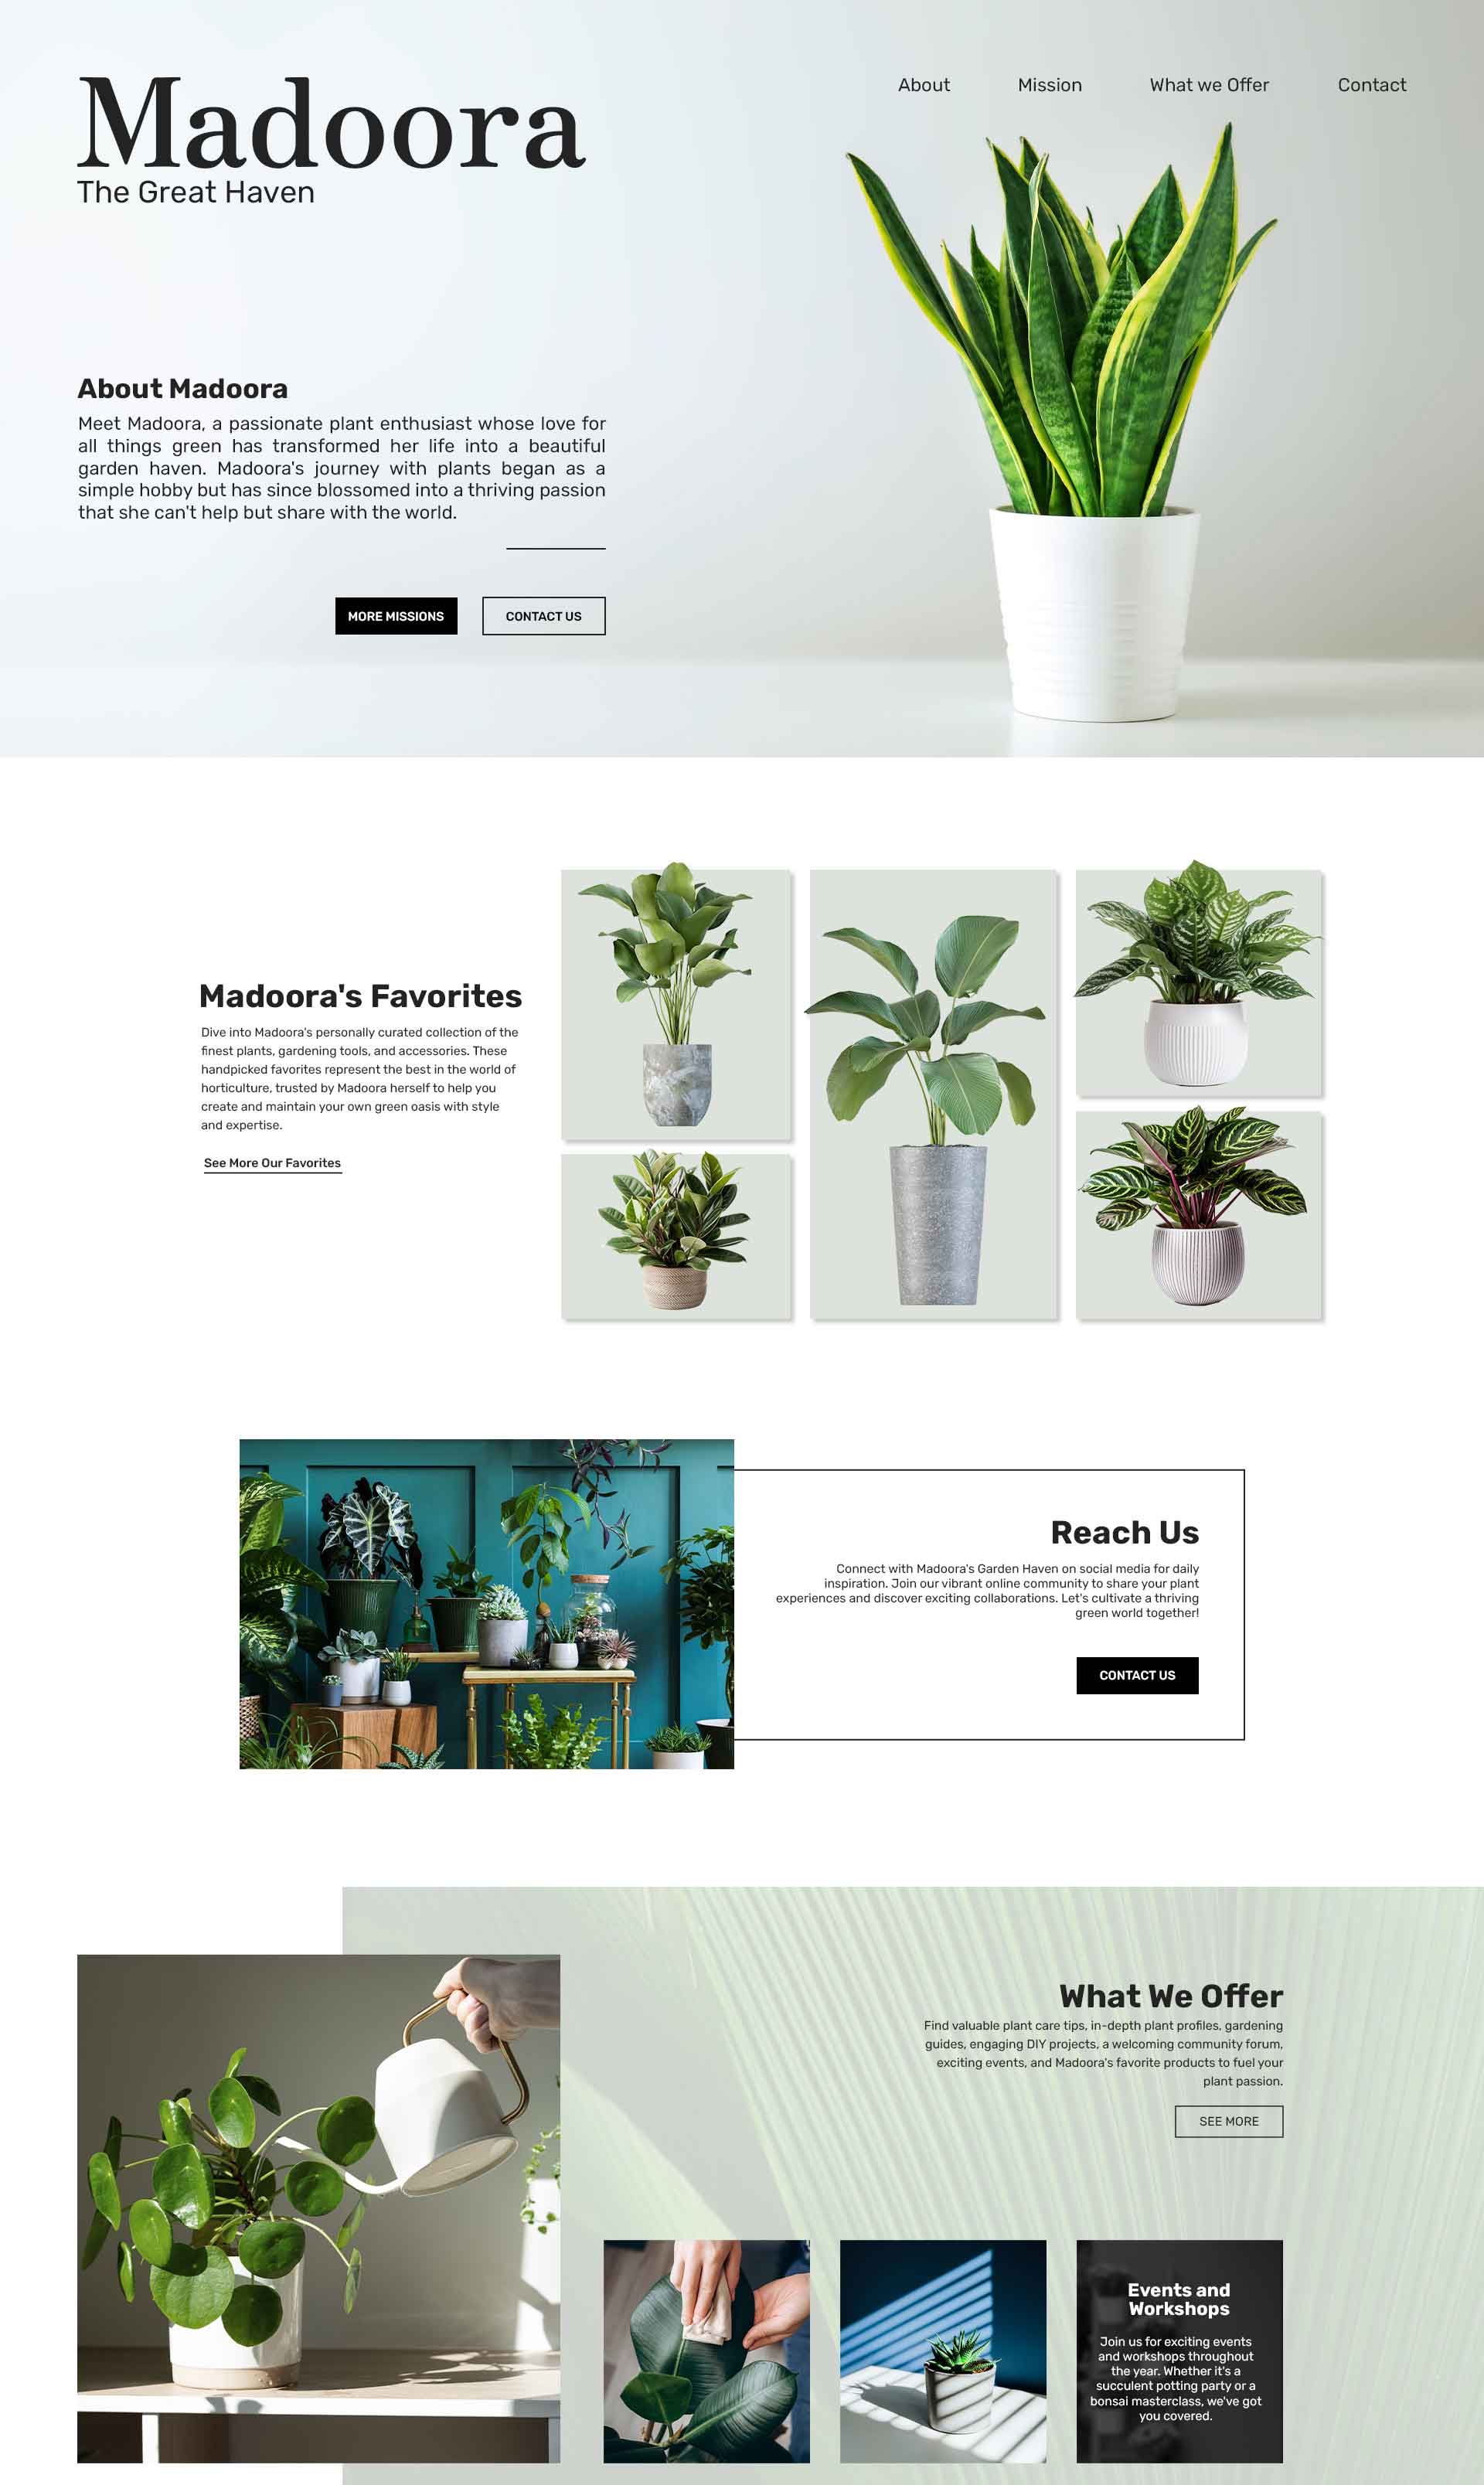 Madoora
The Great Haven
About
Mission
What we Offer
Contact
About Madoora
Meet Madoora, a passionate plant enthusiast whose love for
all things green has transformed her life into a beautiful
garden haven. Madoora's journey with plants began as a
simple hobby but has since blossomed into a thriving passion
that she can't help but share with the world.
MORE MISSIONS
CONTACT US
Madoora's Favorites
Dive into Madoora's personally curated collection of the
finest plants, gardening tools, and accessories. These
handpicked favorites represent the best in the world of
horticulture, trusted by Madoora herself to help you
create and maintain your own green oasis with style
and expertise.
See More Our Favorites
Reach Us
Connect with Madoora's Garden Haven on social media for daily
inspiration. Join our vibrant online community to share your plant
experiences and discover exciting collaborations. Let's cultivate a thriving
green world together!
CONTACT US
What We Offer
Find valuable plant care tips, in-depth plant profiles, gardening
guides, engaging DIY projects, a welcoming community forum,
exciting events, and Madoora's favorite products to fuel your
plant passion.
SEE MORE
Events and
Workshops
Join us for exciting events
and workshops throughout
the year. Whether it's a
succulent potting party or a
bonsai masterclass, we've got
you covered.